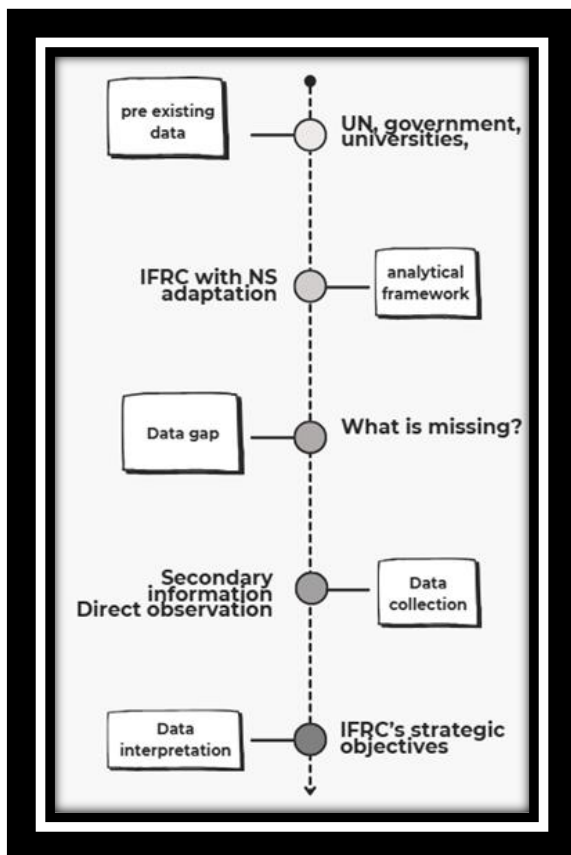 pre existing
data
UN, government,
universities,
IFRC with NS
adaptation
analytical
framework
Data gap
What is missing?
Secondary
information
Direct observation
Data
collection
Data
interpretation
IFRC’s strategic
objectives